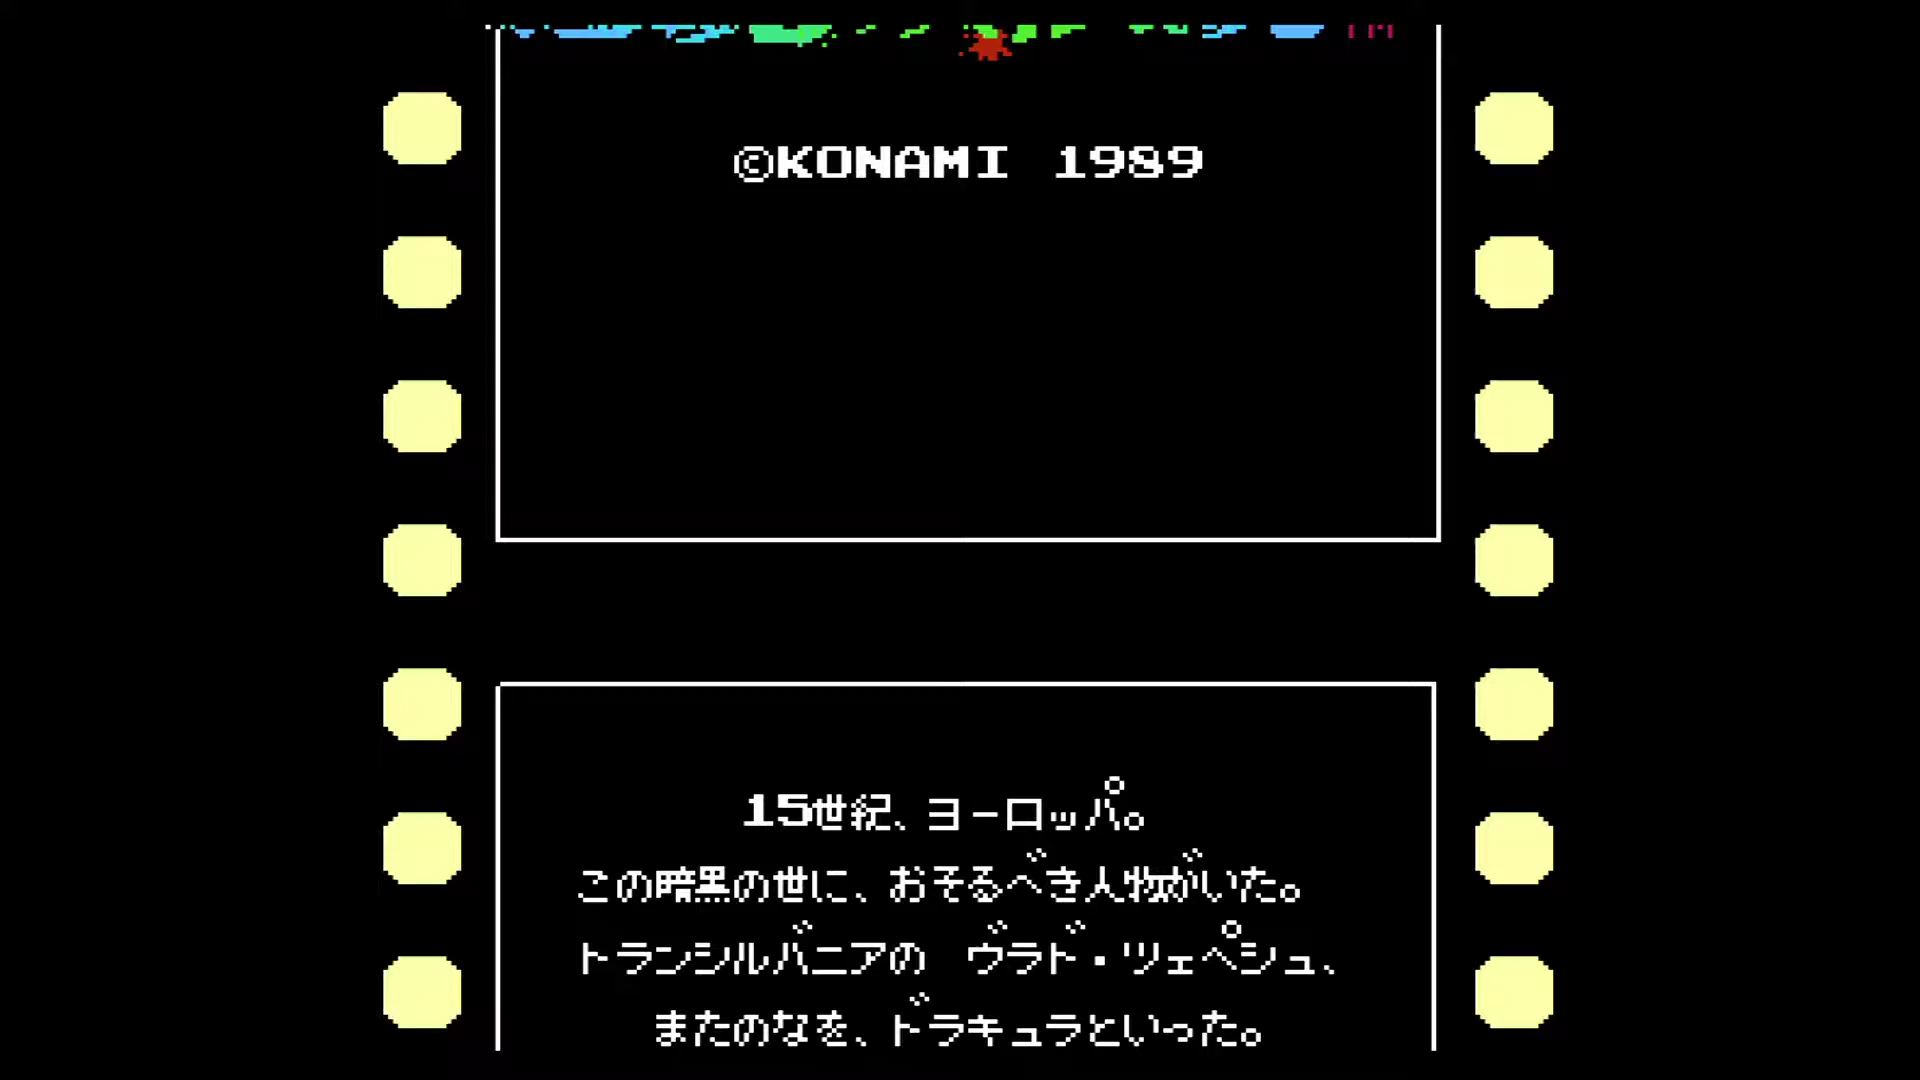 ©KONAMI 1989
15世紀、ヨーロッパ。
この暗黒の世に、おそるべき人物がいた。
トランシルバニアの ヴラド・ツェペシュ、
またのなを、ドラキュラといった。